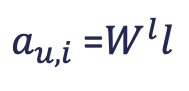 a_{u,i} =W^l l